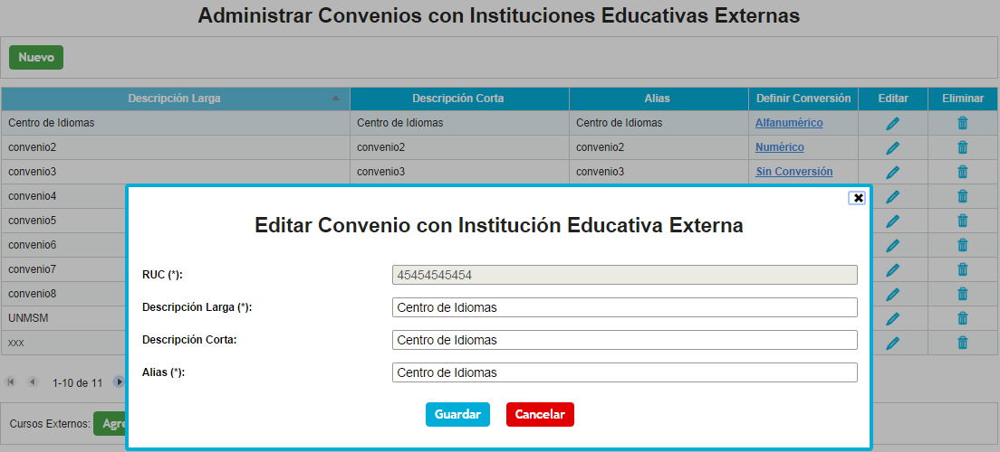 Administrar Convenios con Instituciones Educativas Externas
Nuevo
Descripción Larga Descripción Corta Alias Definir Conversión Editar Eliminar
Centro de Idiomas Centro de Idiomas Centro de Idiomas Alfanumérico
convenio2 convenio2 convenio2 Numérico
convenio3 convenio3 convenio3 Sin Conversión
convenio4
convenio5
convenio6
convenio7
convenio8
UNMSM
xxx
1-10 de 11
Cursos Externos: Agre
Editar Convenio con Institución Educativa Externa
RUC (*): 45454545454
Descripción Larga (*): Centro de Idiomas
Descripción Corta: Centro de Idiomas
Alias (*): Centro de Idiomas
Guardar Cancelar